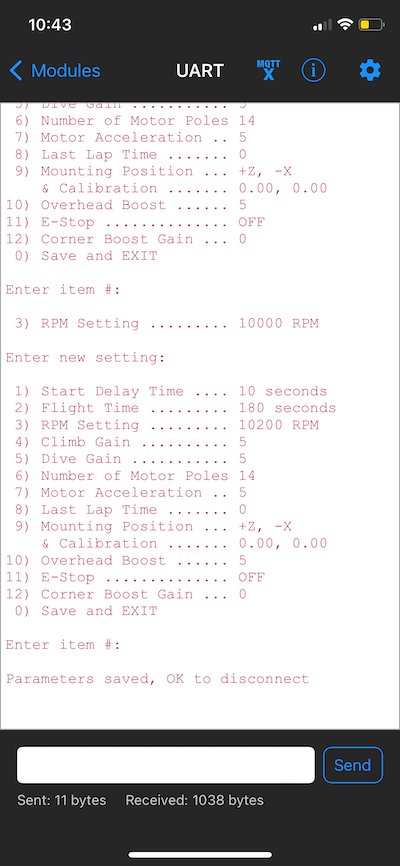 10:43
Modules
UART
MQTT
X
i
5) Dive Gain ........... 5
6) Number of Motor Poles 14
7) Motor Acceleration .. 5
8) Last Lap Time ....... 0
9) Mounting Position ... +Z, -X
& Calibration ....... 0.00, 0.00
10) Overhead Boost ...... 5
11) E-Stop .............. OFF
12) Corner Boost Gain ... 0
0) Save and EXIT
Enter item #:
3) RPM Setting ......... 10000 RPM
Enter new setting:
1) Start Delay Time .... 10 seconds
2) Flight Time ......... 180 seconds
3) RPM Setting ......... 10200 RPM
4) Climb Gain .......... 5
5) Dive Gain ........... 5
6) Number of Motor Poles 14
7) Motor Acceleration .. 5
8) Last Lap Time ....... 0
9) Mounting Position ... +Z, -X
& Calibration ....... 0.00, 0.00
10) Overhead Boost ...... 5
11) E-Stop .............. OFF
12) Corner Boost Gain ... 0
0) Save and EXIT
Enter item #:
Parameters saved, OK to disconnect
Send
Sent: 11 bytes Received: 1038 bytes